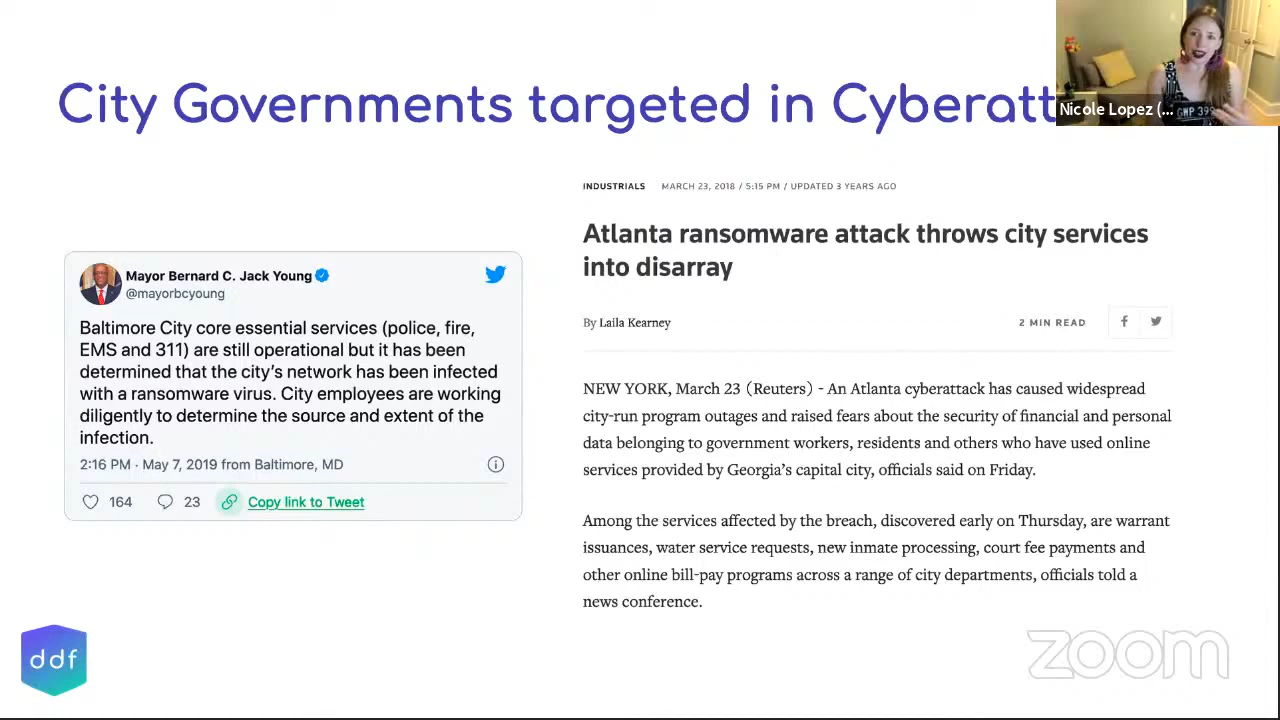 City Governments targeted in Cyberatt
Nicole Lopez (...
GWP 399
INDUSTRIALS MARCH 23, 2018 / 5:15 PM / UPDATED 3 YEARS AGO
Atlanta ransomware attack throws city services
into disarray
By Laila Kearney
2 MIN READ
NEW YORK, March 23 (Reuters) - An Atlanta cyberattack has caused widespread
city-run program outages and raised fears about the security of financial and personal
data belonging to government workers, residents and others who have used online
services provided by Georgia's capital city, officials said on Friday.
Among the services affected by the breach, discovered early on Thursday, are warrant
issuances, water service requests, new inmate processing, court fee payments and
other online bill-pay programs across a range of city departments, officials told a
news conference.
Mayor Bernard C. Jack Young
@mayorbcyoung
Baltimore City core essential services (police, fire,
EMS and 311) are still operational but it has been
determined that the city's network has been infected
with a ransomware virus. City employees are working
diligently to determine the source and extent of the
infection.
2:16 PM · May 7, 2019 from Baltimore, MD
164 23 Copy link to Tweet
ddf
zoom